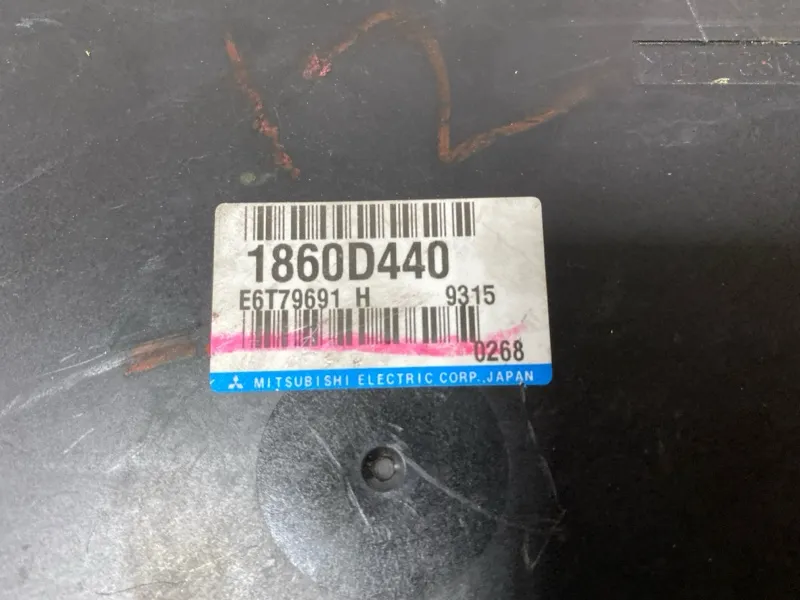 1860D440
E6T79691 H 9315
0268
MITSUBISHI ELECTRIC CORP., JAPAN